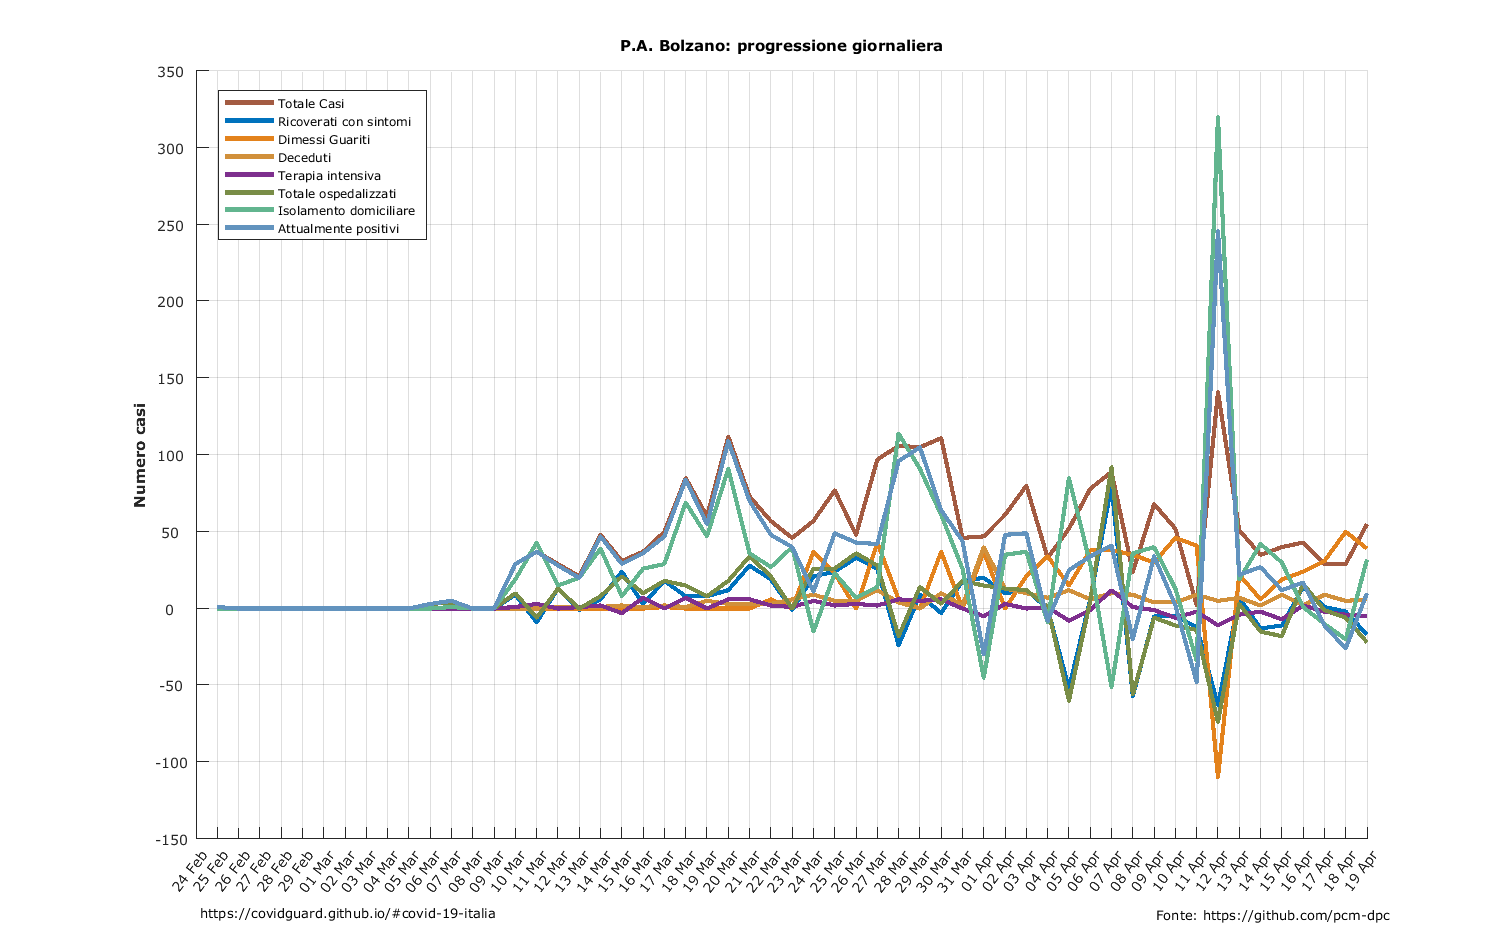 P.A. Bolzano: progressione giornaliera
350
300
250
200
150
100
50
0
-50
-100
-150
Numero casi
Totale Casi
Ricoverati con sintomi
Dimessi Guariti
Deceduti
Terapia intensiva
Totale ospedalizzati
Isolamento domiciliare
Attualmente positivi
24 Feb
25 Feb
26 Feb
27 Feb
28 Feb
29 Feb
01 Mar
02 Mar
03 Mar
04 Mar
05 Mar
06 Mar
07 Mar
08 Mar
09 Mar
10 Mar
11 Mar
12 Mar
13 Mar
14 Mar
15 Mar
16 Mar
17 Mar
18 Mar
19 Mar
20 Mar
21 Mar
22 Mar
23 Mar
24 Mar
25 Mar
26 Mar
27 Mar
28 Mar
29 Mar
30 Mar
31 Mar
01 Apr
02 Apr
03 Apr
04 Apr
05 Apr
06 Apr
07 Apr
08 Apr
09 Apr
10 Apr
11 Apr
12 Apr
13 Apr
14 Apr
15 Apr
16 Apr
17 Apr
18 Apr
19 Apr
https://covidguard.github.io/#covid-19-italia
Fonte: https://github.com/pcm-dpc